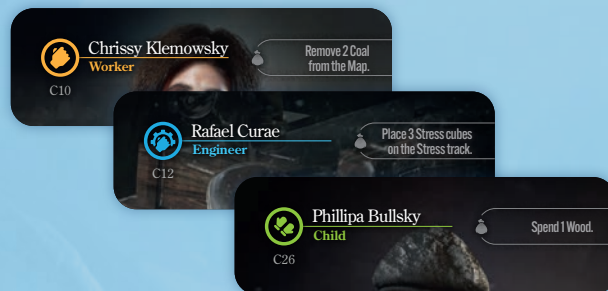 Chrissy Klemowsky
Worker
C10
Remove 2 Coal
from the Map.
Rafael Curae
Engineer
C12
Place 3 Stress cubes
on the Stress track.
Phillipa Bullsky
Child
C26
Spend 1 Wood.